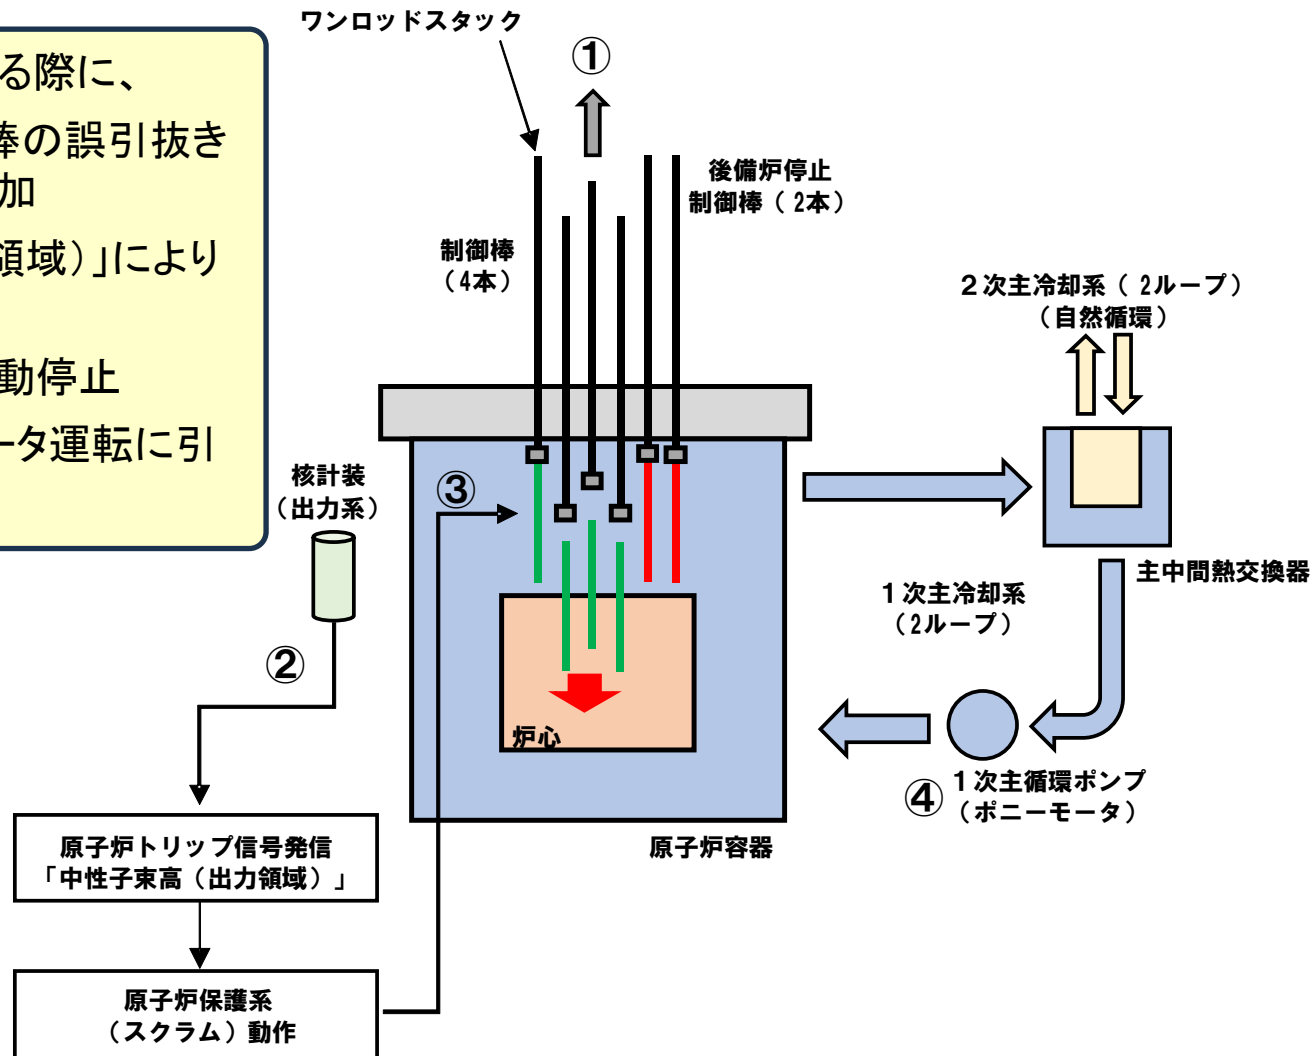 る際に、
棒の誤引抜き
加
領域）」により
動停止
ータ運転に引
ワンロッドスタック
①
後備炉停止
制御棒（２本）
制御棒
（4本）
２次主冷却系（２ループ）
（自然循環）
核計装
（出力系）
③
主中間熱交換器
１次主冷却系
（2ループ）
②
炉心
④
１次主循環ポンプ
（ポニーモータ）
原子炉容器
原子炉トリップ信号発信
「中性子束高（出力領域）」
原子炉保護系
（スクラム）動作